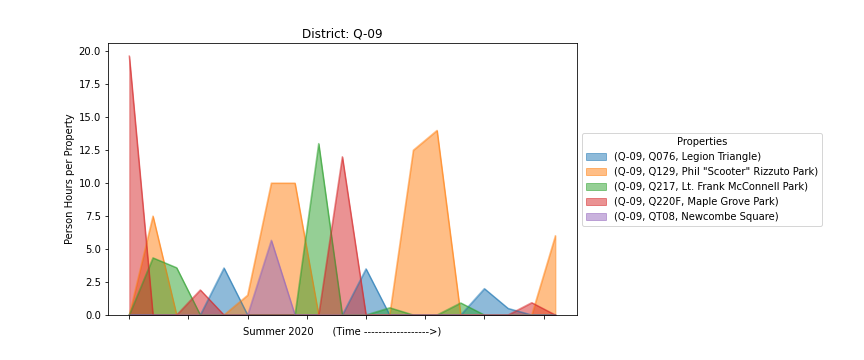 District: Q-09
20.0
17.5
15.0
12.5
10.0
7.5
5.0
2.5
0.0
Person Hours per Property
Summer 2020 (Time ------------------>)
Properties
(Q-09, Q076, Legion Triangle)
(Q-09, Q129, Phil "Scooter" Rizzuto Park)
(Q-09, Q217, Lt. Frank McConnell Park)
(Q-09, Q220F, Maple Grove Park)
(Q-09, QT08, Newcombe Square)